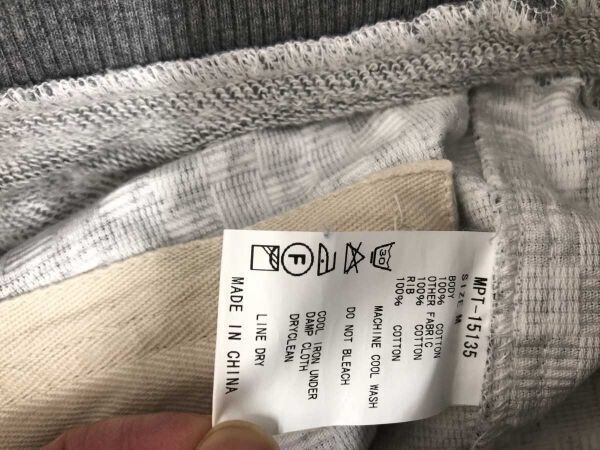 MPT-15135
SIZE M
BODY
100% COTTON
OTHER FABRIC
100% COTTON
RIB
100% COTTON
30
MACHINE COOL WASH
DO NOT BLEACH
COOL IRON UNDER
DAMP CLOTH
F
DRYCLEAN
LINE DRY
MADE IN CHINA